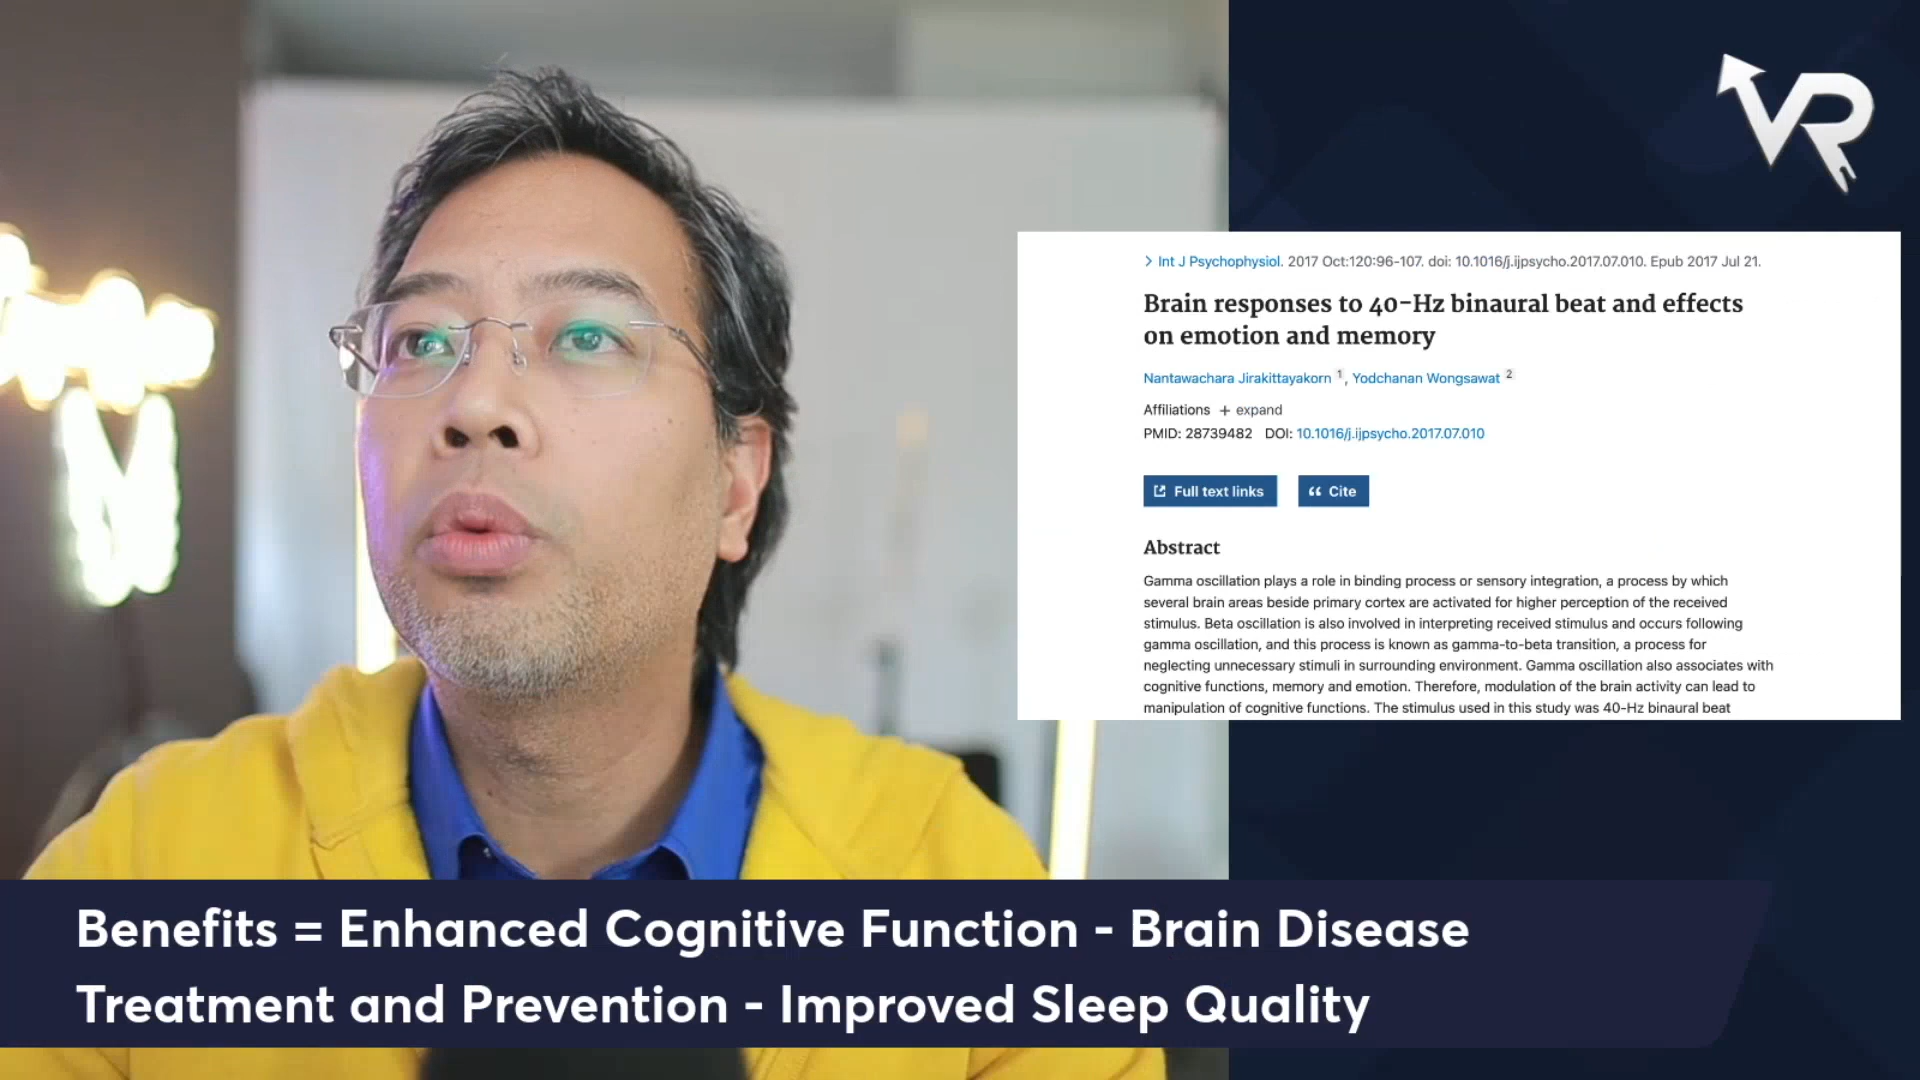 VR
Int J Psychophysiol. 2017 Oct:120:96-107. doi: 10.1016/j.ijpsycho.2017.07.010. Epub 2017 Jul 21.
Brain responses to 40-Hz binaural beat and effects
on emotion and memory
Nantawachara Jirakittayakorn 1, Yodchanan Wongsawat 2
Affiliations + expand
PMID: 28739482 DOI: 10.1016/j.ijpsycho.2017.07.010
Full text links Cite
Abstract
Gamma oscillation plays a role in binding process or sensory integration, a process by which
several brain areas beside primary cortex are activated for higher perception of the received
stimulus. Beta oscillation is also involved in interpreting received stimulus and occurs following
gamma oscillation, and this process is known as gamma-to-beta transition, a process for
neglecting unnecessary stimuli in surrounding environment. Gamma oscillation also associates with
cognitive functions, memory and emotion. Therefore, modulation of the brain activity can lead to
manipulation of cognitive functions. The stimulus used in this study was 40-Hz binaural beat
Benefits = Enhanced Cognitive Function - Brain Disease
Treatment and Prevention - Improved Sleep Quality